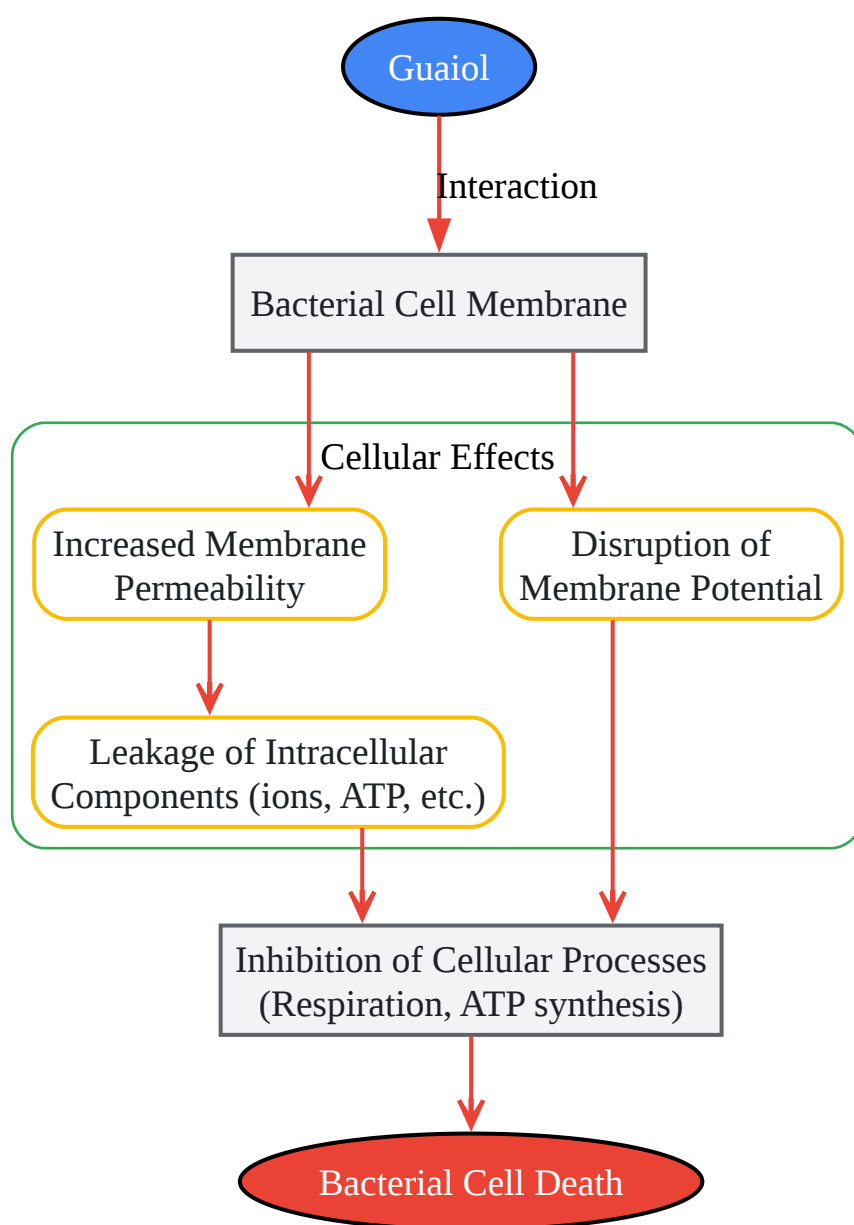 Guaiol
Interaction
Bacterial Cell Membrane
Cellular Effects
Increased Membrane
Permeability
Disruption of
Membrane Potential
Leakage of Intracellular
Components (ions, ATP, etc.)
Inhibition of Cellular Processes
(Respiration, ATP synthesis)
Bacterial Cell Death